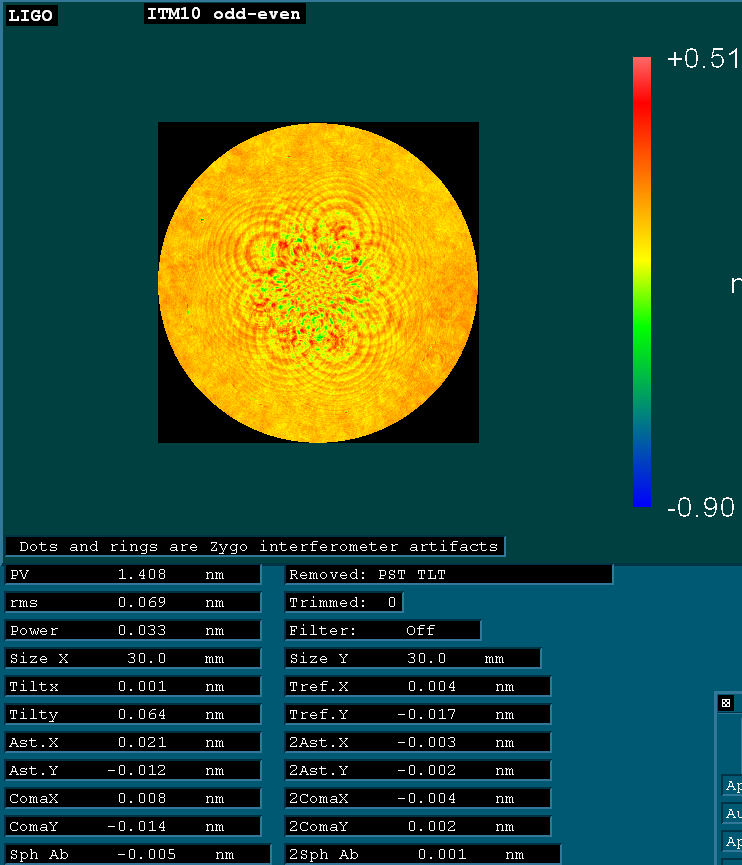 LIGO
ITM10 odd-even
+0.51
-0.90
Dots and rings are Zygo interferometer artifacts
PV 1.408 nm Removed: PST TLT
rms 0.069 nm Trimmed: 0
Power 0.033 nm Filter: Off
Size X 30.0 mm Size Y 30.0 mm
Tiltx 0.001 nm Tref.X 0.004 nm
Tilty 0.064 nm Tref.Y -0.017 nm
Ast.X 0.021 nm 2Ast.X -0.003 nm
Ast.Y -0.012 nm 2Ast.Y -0.002 nm
ComaX 0.008 nm 2ComaX -0.004 nm
ComaY -0.014 nm 2ComaY 0.002 nm
Sph Ab -0.005 nm 2Sph Ab 0.001 nm